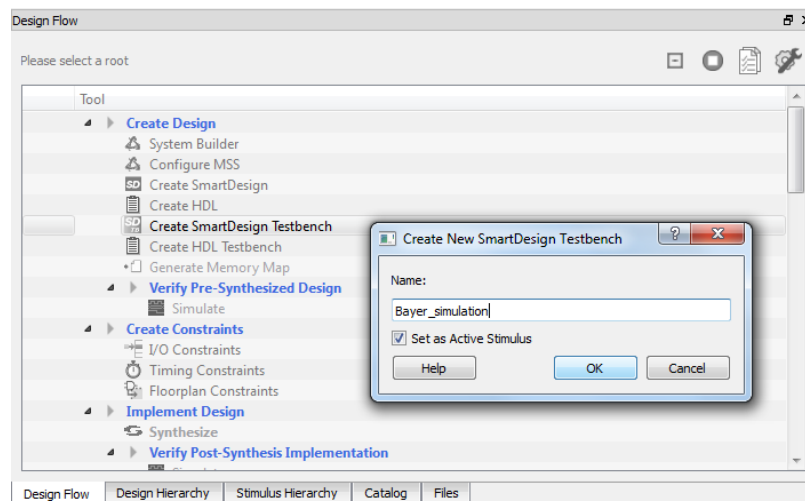 Design Flow
Please select a root
Tool
Create Design
System Builder
Configure MSS
SD Create SmartDesign
Create HDL
SD Create SmartDesign Testbench
Create HDL Testbench
Generate Memory Map
Verify Pre-Synthesized Design
Simulate
Create Constraints
I/O Constraints
Timing Constraints
Floorplan Constraints
Implement Design
Synthesize
Verify Post-Synthesis Implementation
Create New SmartDesign Testbench
Name:
Bayer_simulation
Set as Active Stimulus
Help OK Cancel
Design Flow Design Hierarchy Stimulus Hierarchy Catalog Files